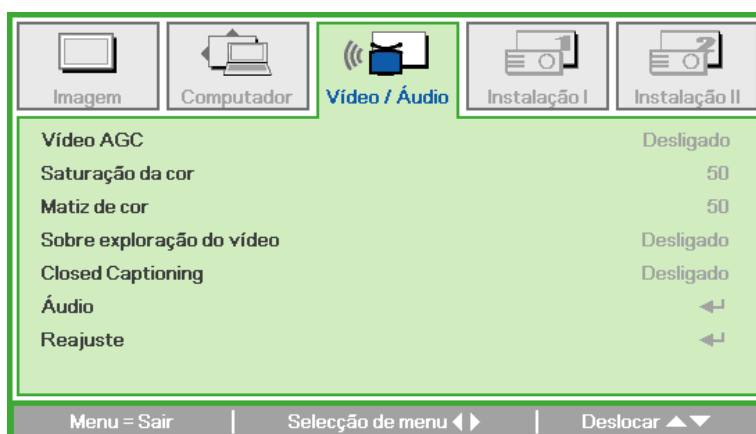 Imagem Computador Vídeo / Áudio Instalação I Instalação II
Vídeo AGC Desligado
Saturação da cor 50
Matiz de cor 50
Sobre exploração do vídeo Desligado
Closed Captioning Desligado
Áudio
Reajuste
Menu = Sair Selecção de menu Deslocar